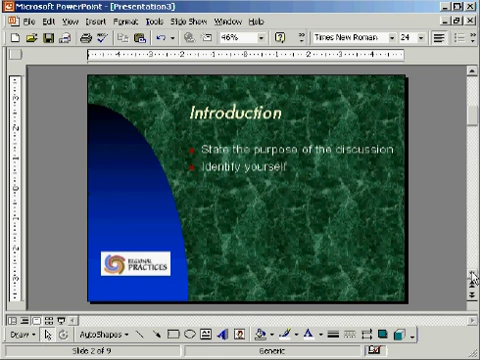 Microsoft PowerPoint - [Presentation3]
File Edit View Insert Format Tools Slide Show Window Help
46% Times New Roman 24
Introduction
State the purpose of the discussion
Identify yourself
REGIONAL
PRACTICES
Draw AutoShapes
Slide 2 of 9 Generic